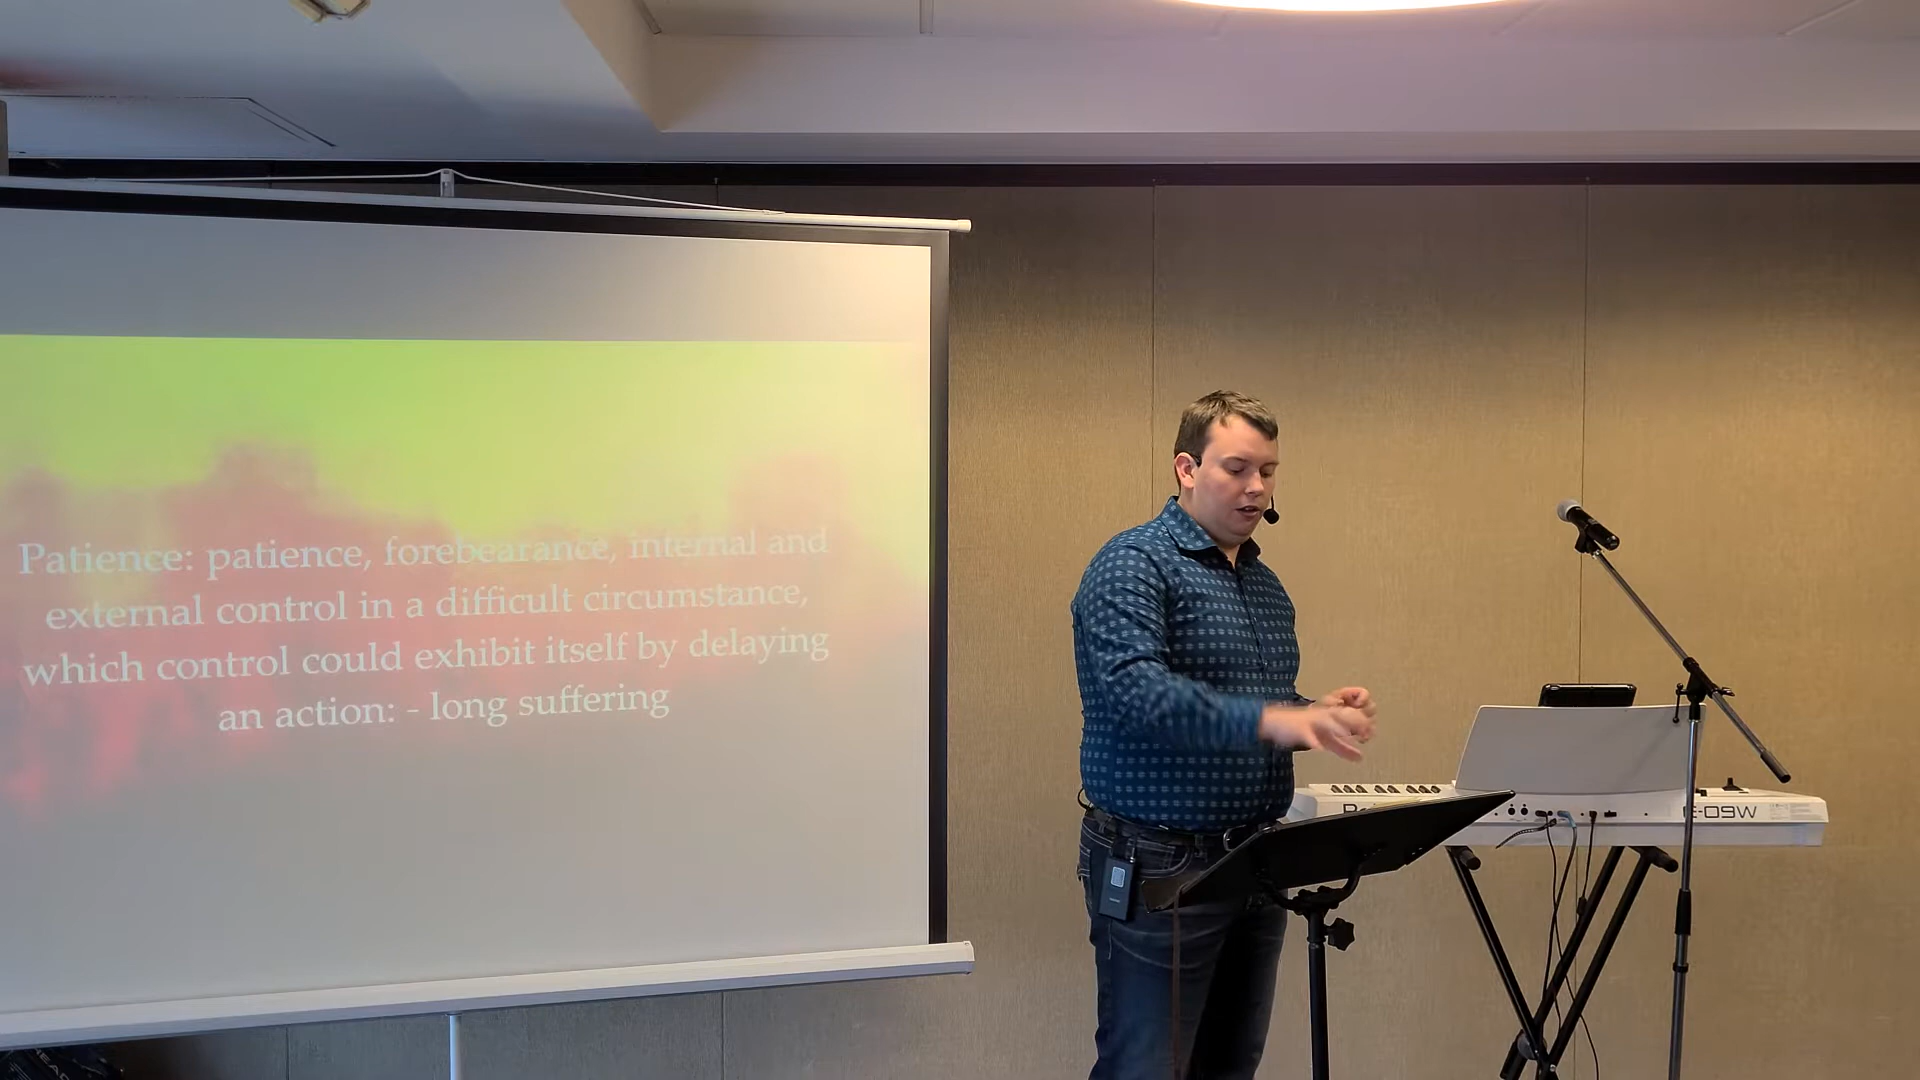 Patience: patience, forebearance, internal and
external control in a difficult circumstance,
which control could exhibit itself by delaying
an action: - long suffering
E-09W